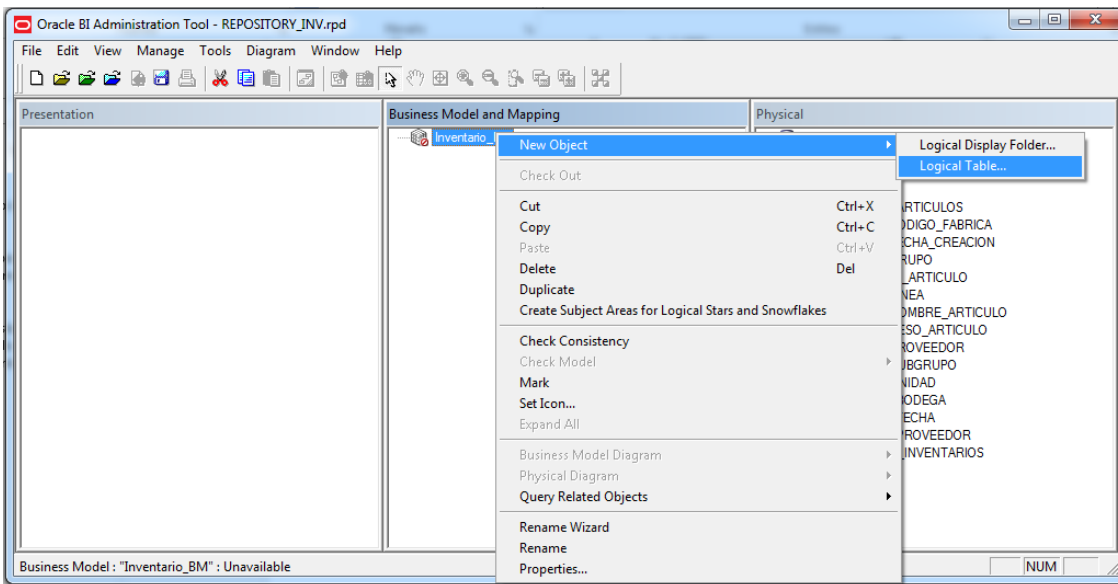 Oracle BI Administration Tool - REPOSITORY_INV.rpd
File Edit View Manage Tools Diagram Window Help
Presentation
Business Model and Mapping
Physical
Inventario_
New Object
Logical Display Folder...
Logical Table...
Check Out
Cut Ctrl+X
Copy Ctrl+C
Paste Ctrl+V
Delete Del
Duplicate
Create Subject Areas for Logical Stars and Snowflakes
Check Consistency
Check Model
Mark
Set Icon...
Expand All
Business Model Diagram
Physical Diagram
Query Related Objects
Rename Wizard
Rename
Properties...
RTICULOS
ODIGO_FABRICA
ECHA_CREACION
RUPO
_ARTICULO
NEA
OMBRE_ARTICULO
ESO_ARTICULO
ROVEEDOR
UBGRUPO
NIDAD
ODEGA
ECHA
ROVEEDOR
_INVENTARIOS
Business Model : "Inventario_BM" : Unavailable
NUM